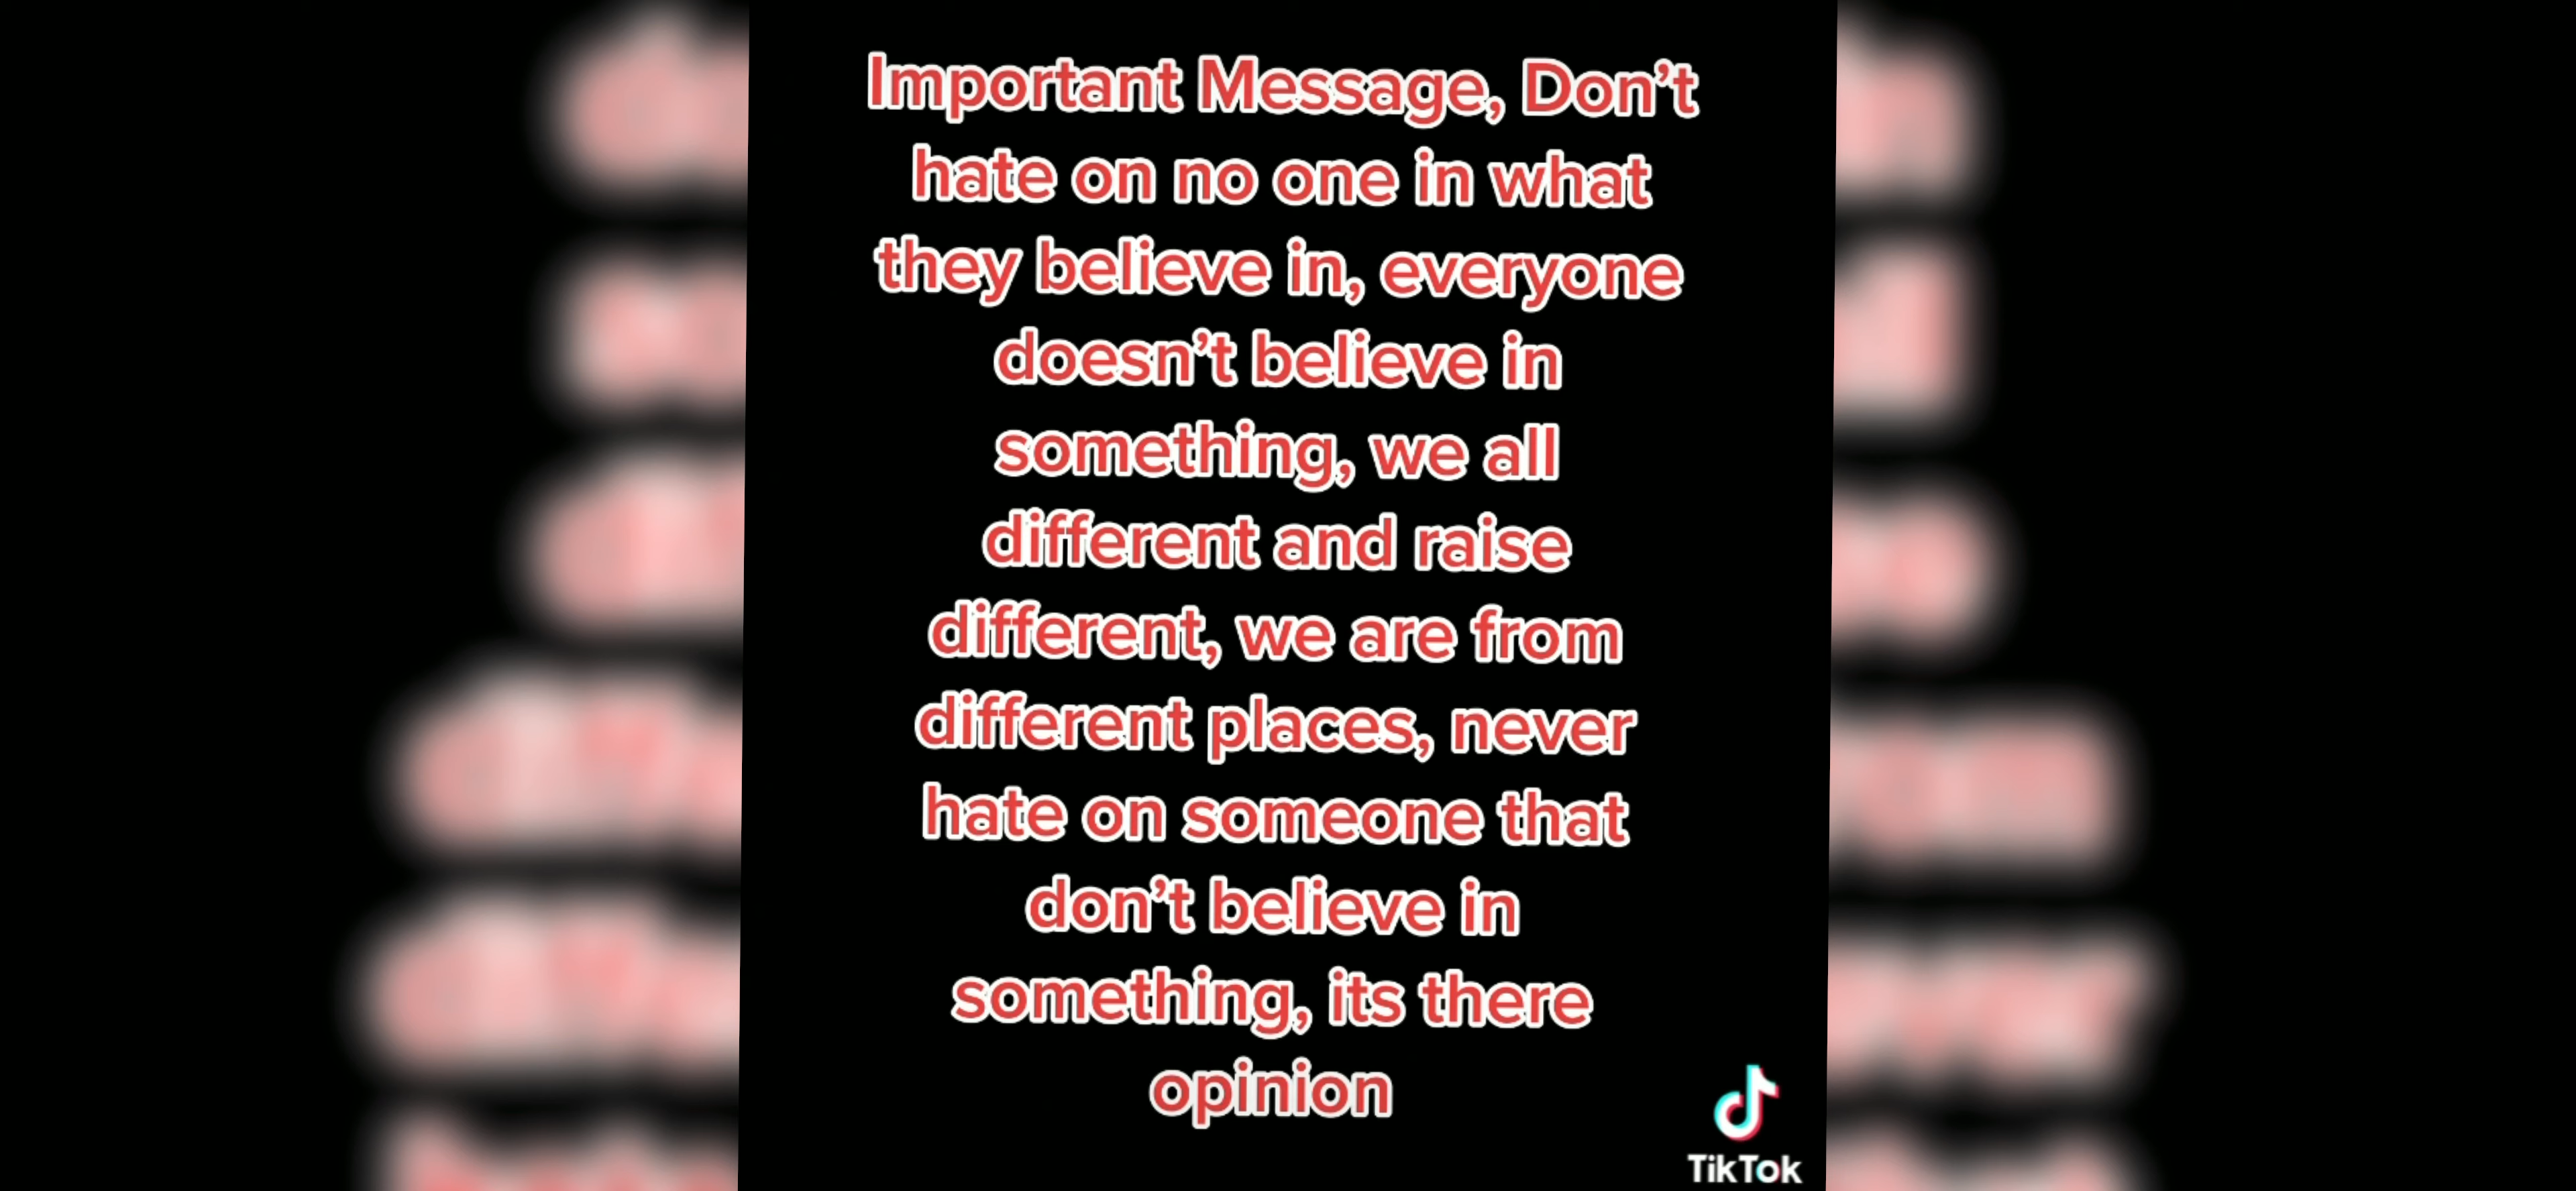 Important Message, Don't
hate on no one in what
they believe in, everyone
doesn't believe in
something, we all
different and raise
different, we are from
different places, never
hate on someone that
don't believe in
something, its there
opinion
TikTok